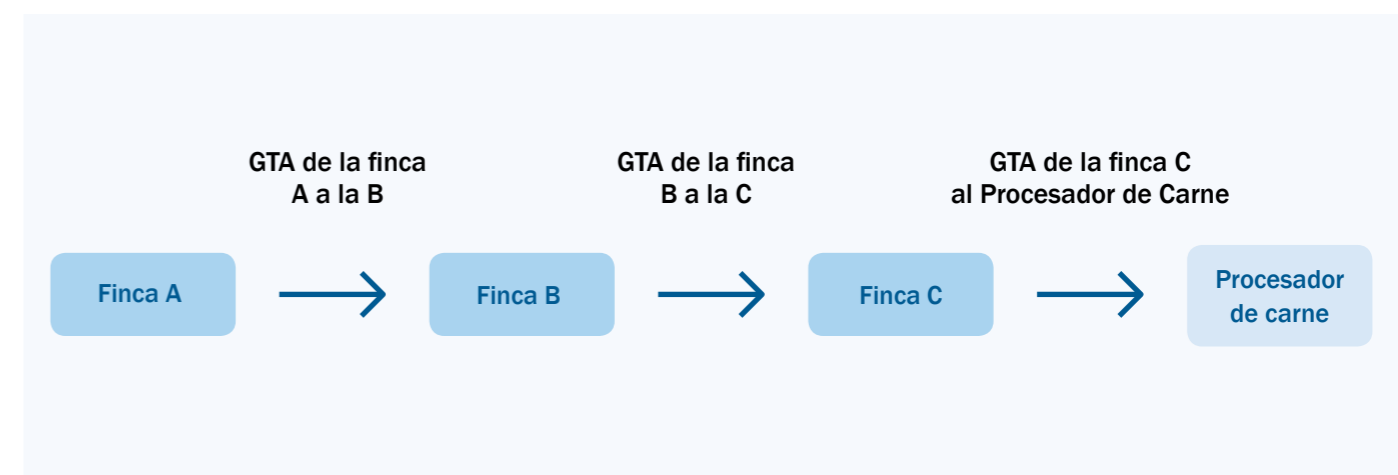 GTA de la finca
A a la B
GTA de la finca
B a la C
GTA de la finca C
al Procesador de Carne
Finca A
Finca B
Finca C
Procesador
de carne